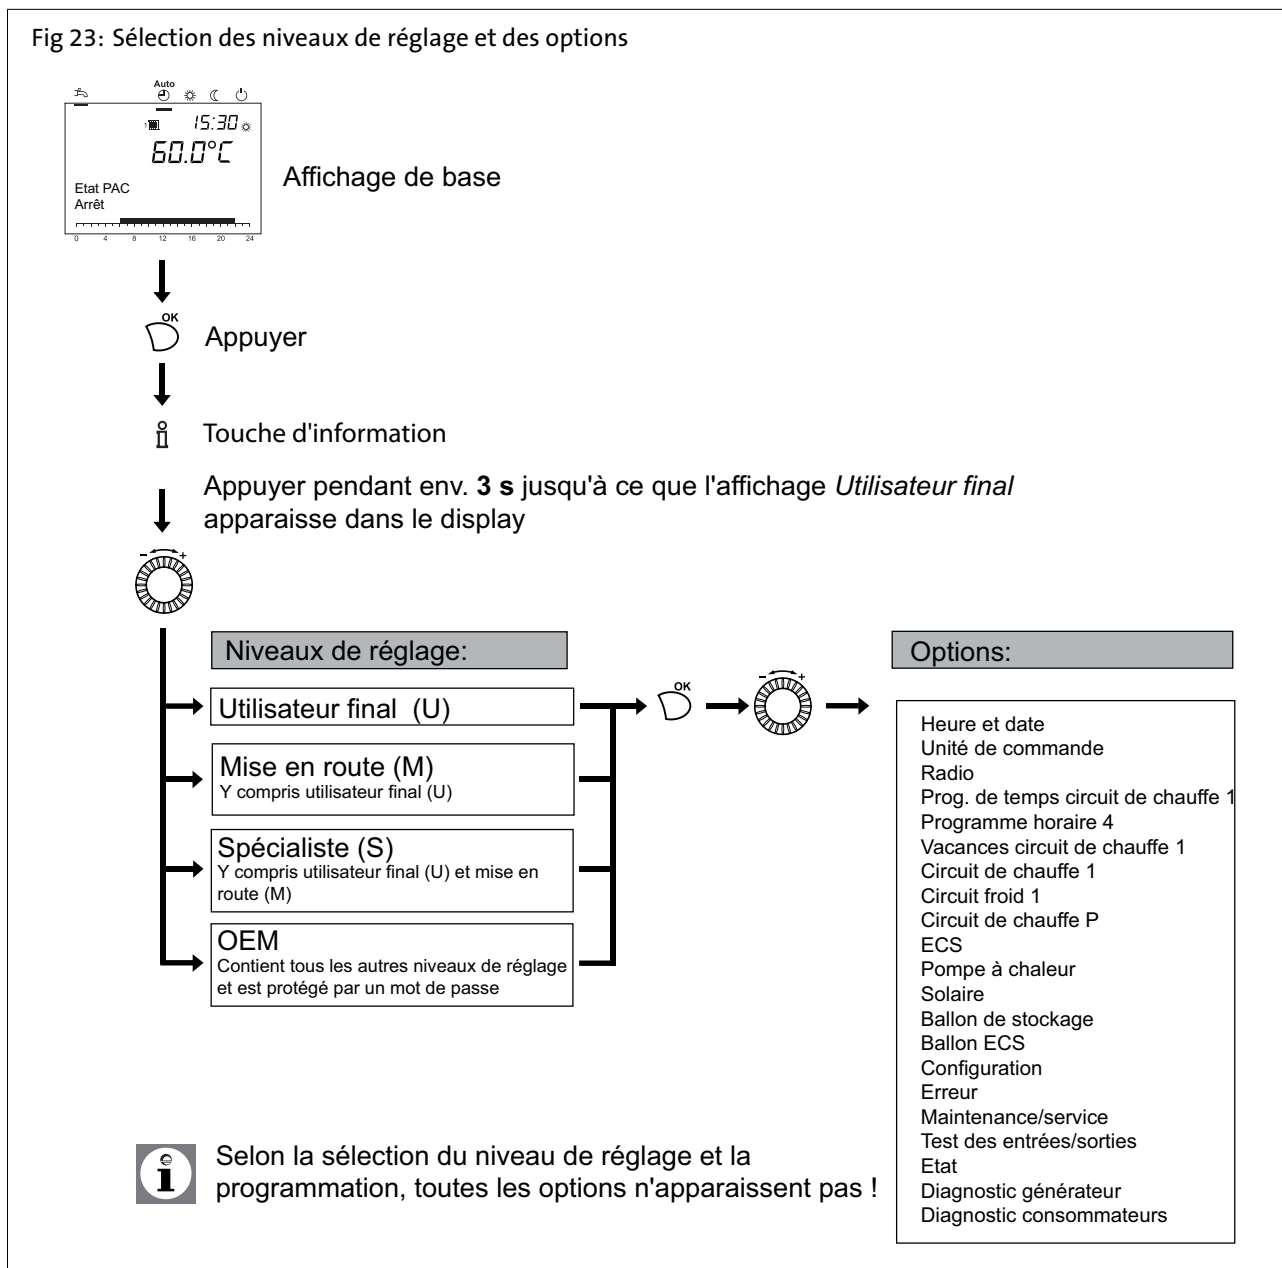 Fig 23: Sélection des niveaux de réglage et des options
Auto
1
15:30
60.0°C
Etat PAC
Arrêt
0 4 8 12 16 20 24
Affichage de base
OK
Appuyer
Touche d'information
Appuyer pendant env. 3 s jusqu'à ce que l'affichage Utilisateur final
apparaisse dans le display
- +
Niveaux de réglage:
Utilisateur final (U)
Mise en route (M)
Y compris utilisateur final (U)
Spécialiste (S)
Y compris utilisateur final (U) et mise en
route (M)
OEM
Contient tous les autres niveaux de réglage
et est protégé par un mot de passe
OK
- +
Options:
Heure et date
Unité de commande
Radio
Prog. de temps circuit de chauffe 1
Programme horaire 4
Vacances circuit de chauffe 1
Circuit de chauffe 1
Circuit froid 1
Circuit de chauffe P
ECS
Pompe à chaleur
Solaire
Ballon de stockage
Ballon ECS
Configuration
Erreur
Maintenance/service
Test des entrées/sorties
Etat
Diagnostic générateur
Diagnostic consommateurs
Selon la sélection du niveau de réglage et la
programmation, toutes les options n'apparaissent pas !